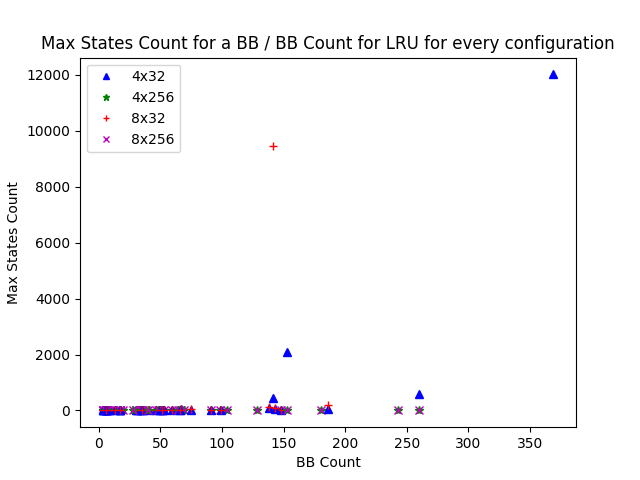 Max States Count for a BB / BB Count for LRU for every configuration
4x32
4x256
8x32
8x256
12000
10000
8000
6000
4000
2000
0
Max States Count
0 50 100 150 200 250 300 350
BB Count